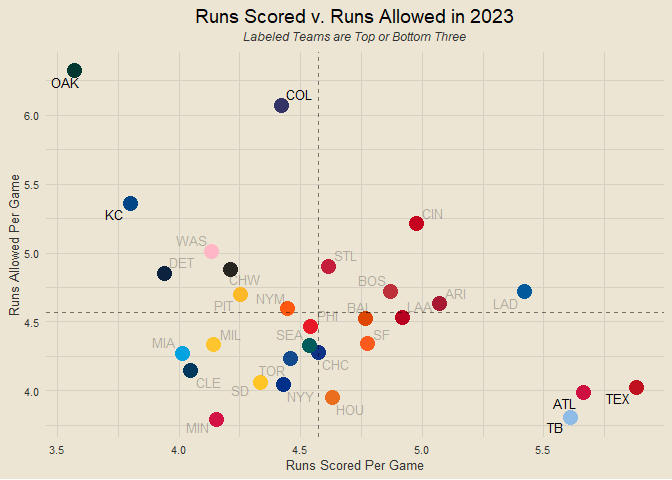 Runs Scored v. Runs Allowed in 2023
Labeled Teams are Top or Bottom Three
OAK
COL
6.0
KC
5.5
CIN
WAS
STL
5.0
DET
CHW
BOS
ARI
PIT
NYM
BAL
LAA
LAD
4.5
PHI
MIL
SEA
SF
MIA
CHC
TOR
CLE
SD
NYY
4.0
HOU
ATL
TEX
MIN
TB
3.5
4.0
4.5
5.0
5.5
Runs Scored Per Game
Runs Allowed Per Game